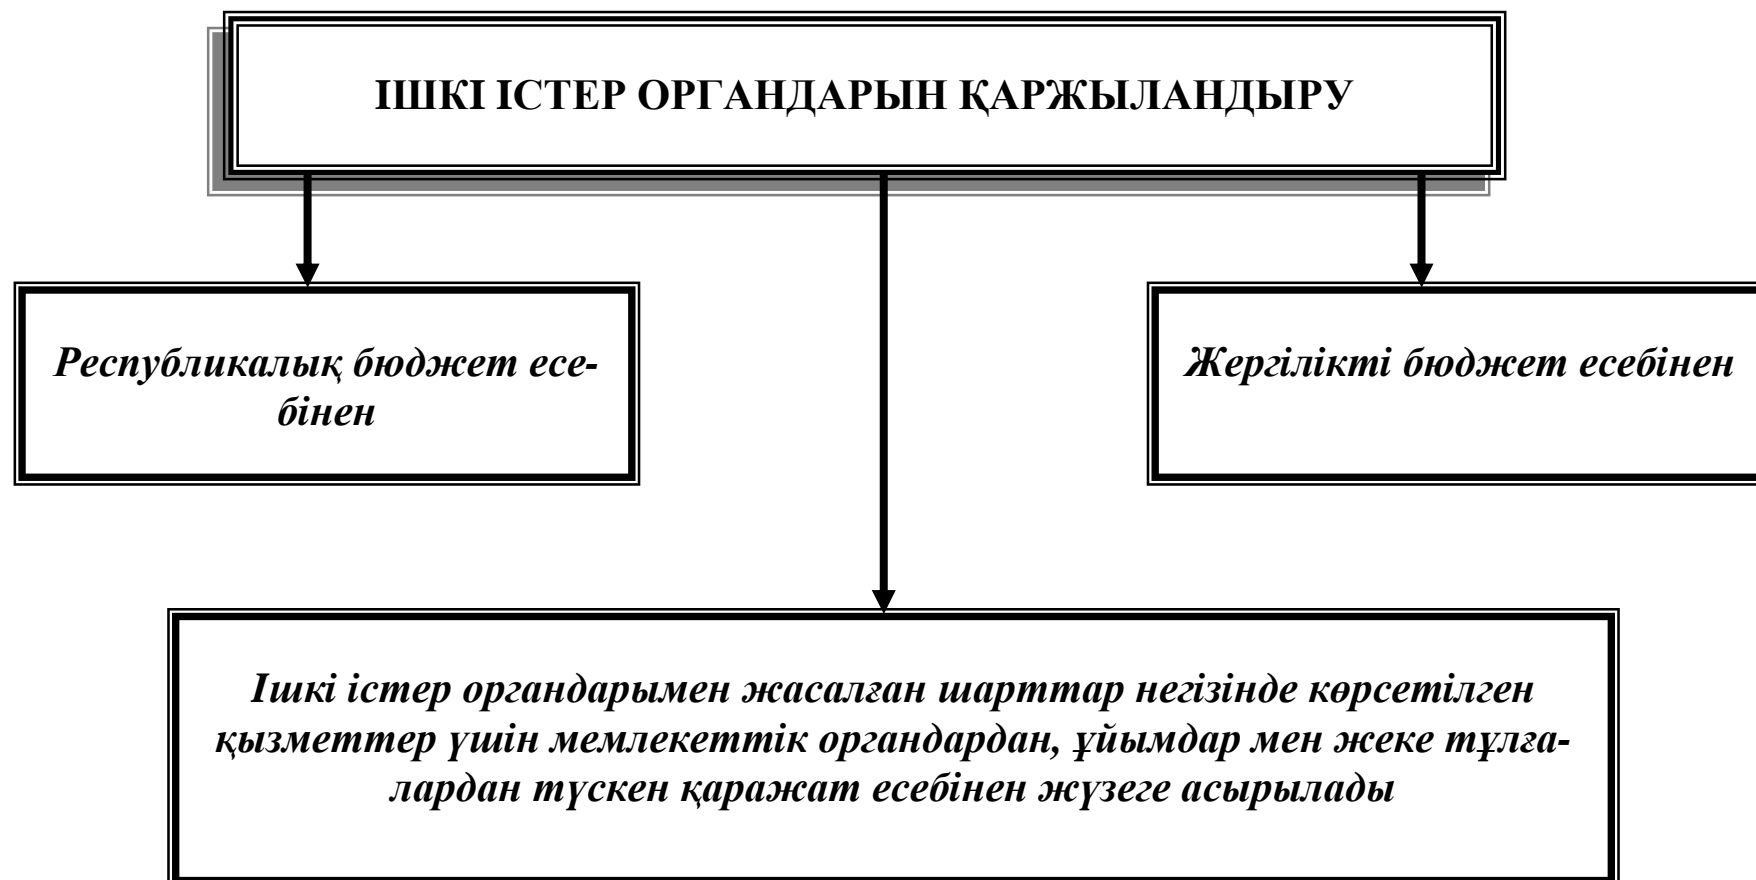 ІШКІ ІСТЕР ОРГАНДАРЫН ҚАРЖЫЛАНДЫРУ
Республикалық бюджет есе-
бінен
Жергілікті бюджет есебінен
Ішкі істер органдарымен жасалған шарттар негізінде көрсетілген
қызметтер үшін мемлекеттік органдардан, ұйымдар мен жеке тұлға-
лардан түскен қаражат есебінен жүзеге асырылады